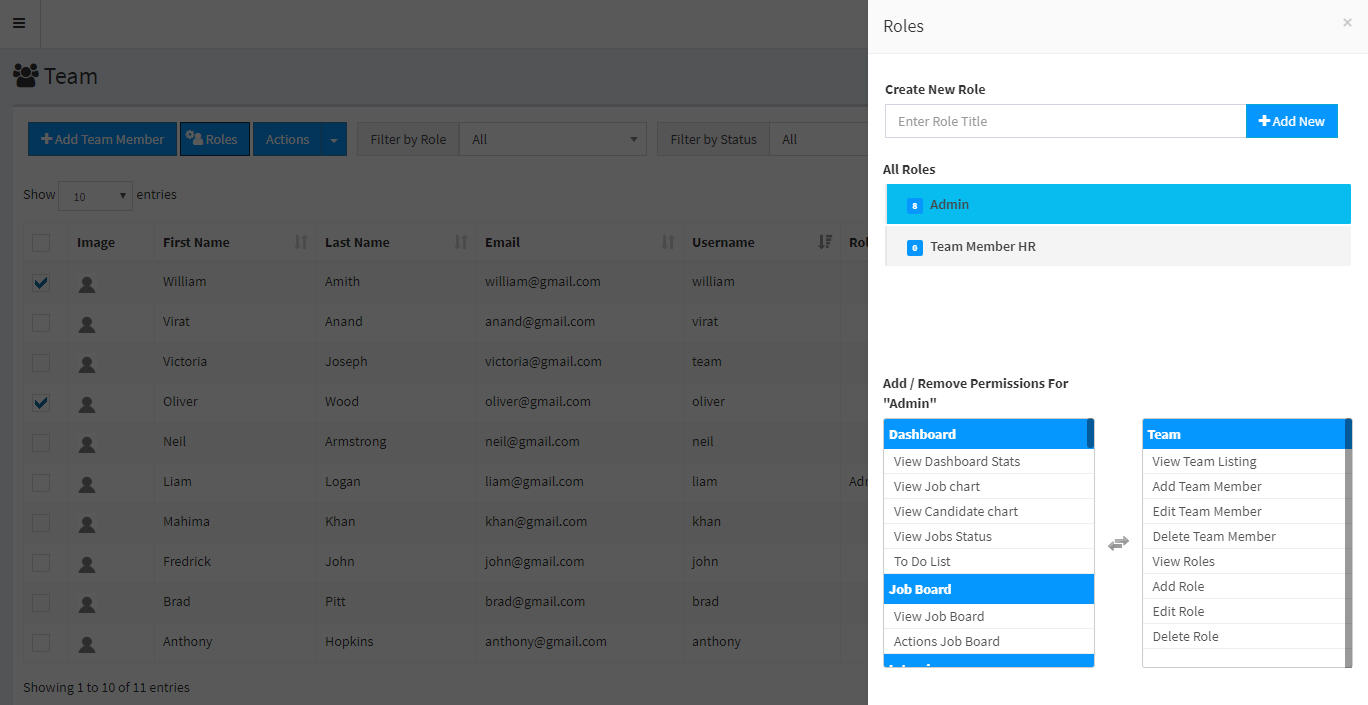 Team
Add Team Member
Roles
Actions
Filter by Role
All
Filter by Status
All
Show 10 entries
Image First Name Last Name Email Username
William Amith william@gmail.com william
Virat Anand anand@gmail.com virat
Victoria Joseph victoria@gmail.com team
Oliver Wood oliver@gmail.com oliver
Neil Armstrong neil@gmail.com neil
Liam Logan liam@gmail.com liam
Mahima Khan khan@gmail.com khan
Fredrick John john@gmail.com john
Brad Pitt brad@gmail.com brad
Anthony Hopkins anthony@gmail.com anthony
Showing 1 to 10 of 11 entries
Roles ×
Create New Role
Enter Role Title
Add New
All Roles
8 Admin
Team Member HR
Add / Remove Permissions For
"Admin"
Dashboard
View Dashboard Stats
View Job chart
View Candidate chart
View Jobs Status
To Do List
Job Board
View Job Board
Actions Job Board
Team
View Team Listing
Add Team Member
Edit Team Member
Delete Team Member
View Roles
Add Role
Edit Role
Delete Role